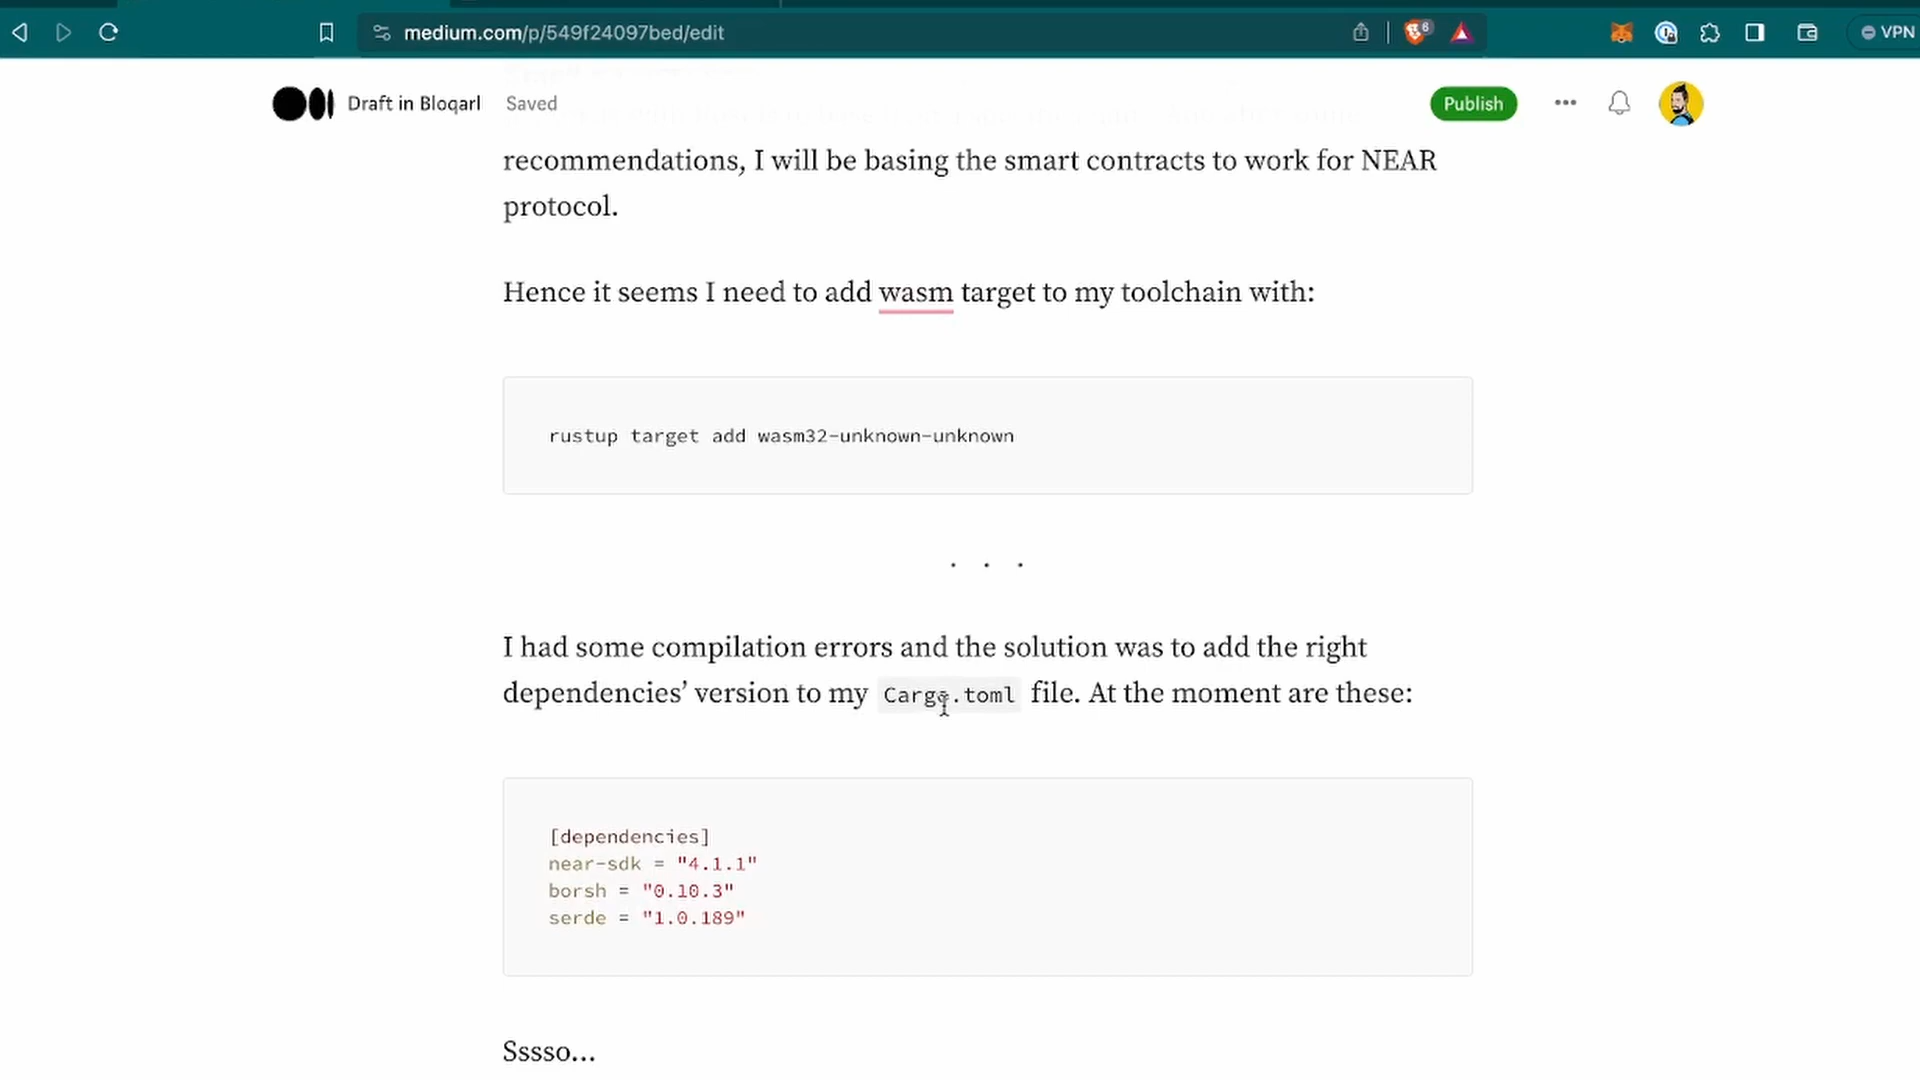 medium.com/p/549f24097bed/edit
6
VPN
Draft in Bloqarl
Saved
Publish
recommendations, I will be basing the smart contracts to work for NEAR
protocol.
Hence it seems I need to add wasm target to my toolchain with:
rustup target add wasm32-unknown-unknown
. . .
I had some compilation errors and the solution was to add the right
dependencies’ version to my Cargo.toml file. At the moment are these:
[dependencies]
near-sdk = "4.1.1"
borsh = "0.10.3"
serde = "1.0.189"
Sssso...